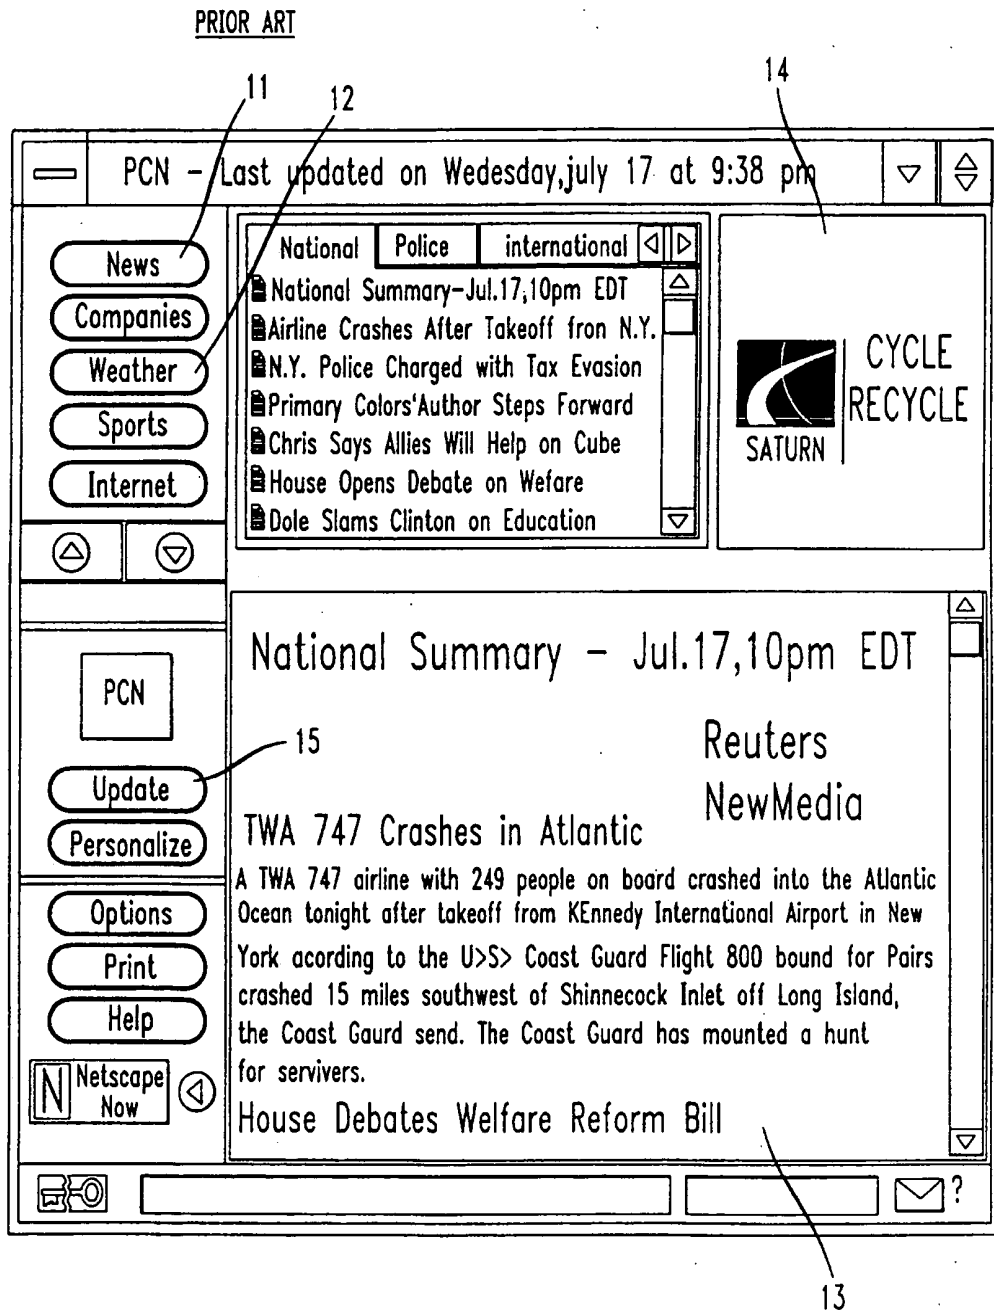 PRIOR ART
11
12
14
PCN - Last updated on Wedesday,july 17 at 9:38 pm
News
Companies
Weather
Sports
Internet
National Police international
National Summary-Jul.17,10pm EDT
Airline Crashes After Takeoff fron N.Y.
N.Y. Police Charged with Tax Evasion
Primary Colors'Author Steps Forward
Chris Says Allies Will Help on Cube
House Opens Debate on Wefare
Dole Slams Clinton on Education
SATURN
CYCLE
RECYCLE
PCN
15
Update
Personalize
Options
Print
Help
N Netscape
Now
National Summary - Jul.17,10pm EDT
Reuters
NewMedia
TWA 747 Crashes in Atlantic
A TWA 747 airline with 249 people on board crashed into the Atlantic
Ocean tonight after takeoff from KEnnedy International Airport in New
York acording to the U>S> Coast Guard Flight 800 bound for Pairs
crashed 15 miles southwest of Shinnecock Inlet off Long Island,
the Coast Gaurd send. The Coast Guard has mounted a hunt
for servivers.
House Debates Welfare Reform Bill
?
13